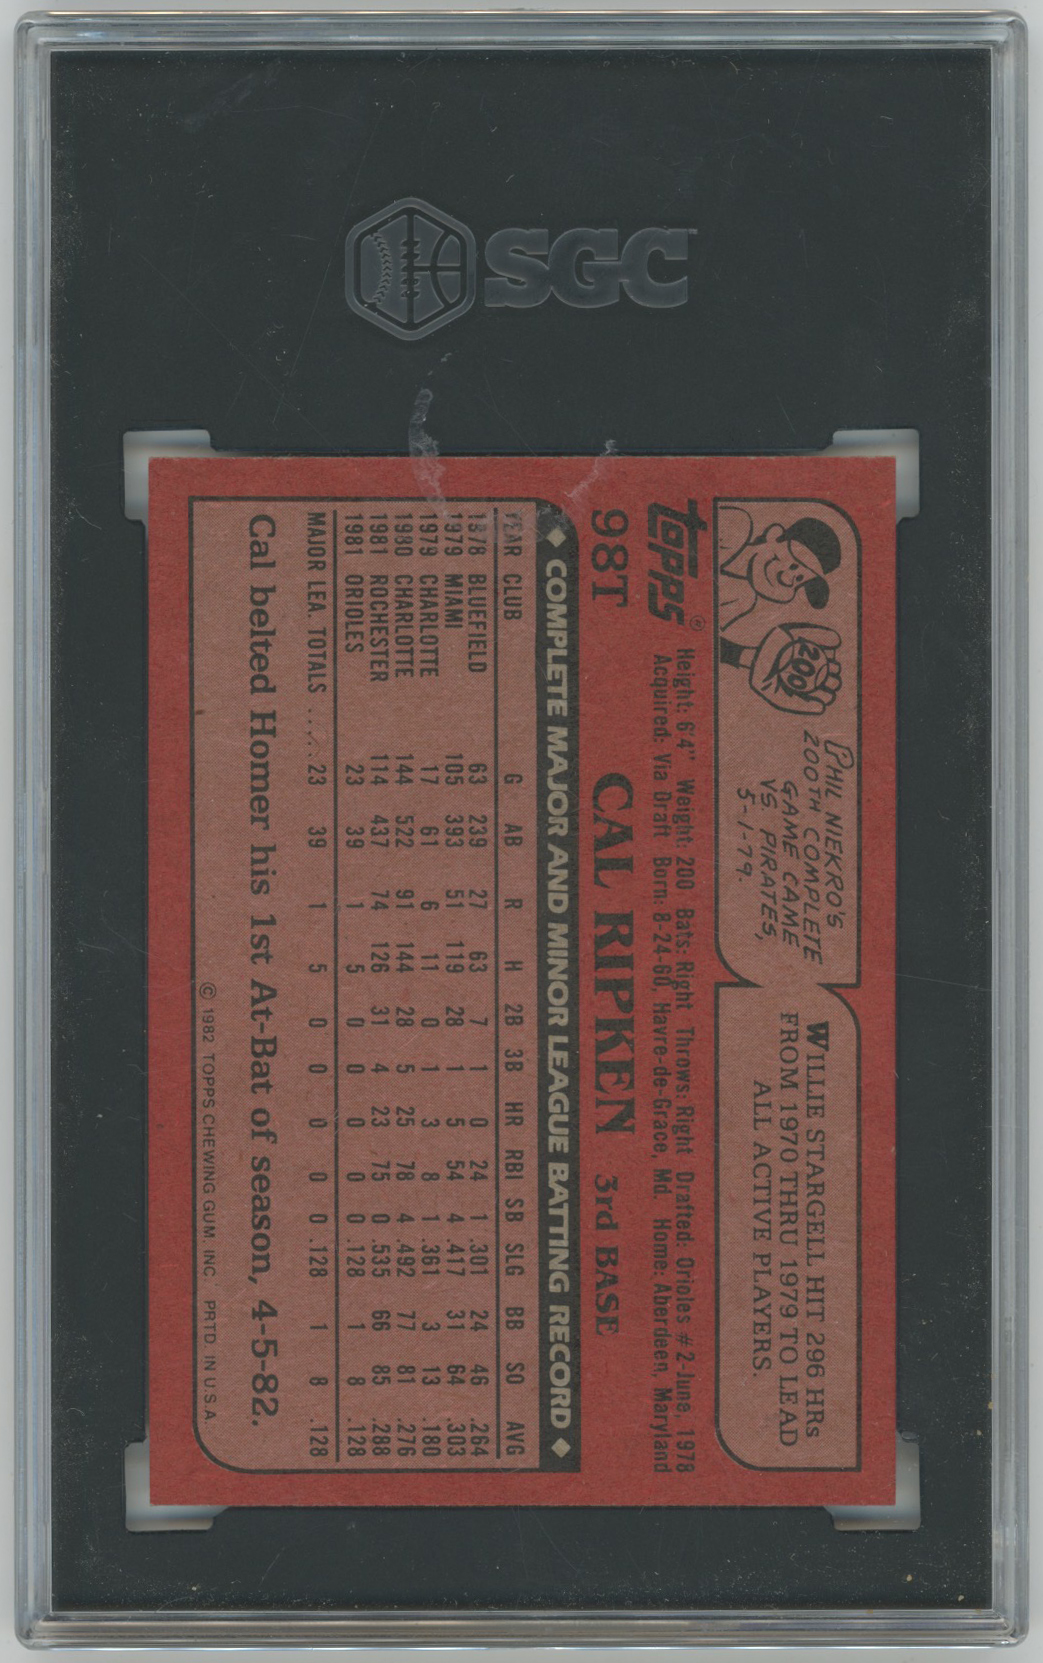 SGC
PHIL NIEKRO'S
200TH COMPLETE
GAME CAME
VS. PIRATES,
5-1-79.
200
WILLIE STARGELL HIT 296 HRs
FROM 1970 THRU 1979 TO LEAD
ALL ACTIVE PLAYERS.
topps©
Height: 6'4" Weight: 200 Bats: Right Throws: Right Drafted: Orioles #2-June, 1978
Acquired: Via Draft Born: 8-24-60, Havre-de-Grace, Md. Home: Aberdeen, Maryland
98T CAL RIPKEN 3rd BASE
◆ COMPLETE MAJOR AND MINOR LEAGUE BATTING RECORD ◆
YEAR CLUB G AB R H 2B 3B HR RBI SB SLG BB SO AVG
1978 BLUEFIELD 63 239 27 63 7 1 0 24 1 .301 24 46 .264
1979 MIAMI 105 393 51 119 28 1 5 54 4 .417 31 64 .303
1979 CHARLOTTE 17 61 6 11 0 1 3 8 1 .361 3 13 .180
1980 CHARLOTTE 144 522 91 144 28 5 25 78 4 .492 77 81 .276
1981 ROCHESTER 114 437 74 126 31 4 23 75 0 .535 66 85 .288
1981 ORIOLES 23 39 1 5 0 0 0 0 0 .128 1 8 .128
MAJOR LEA. TOTALS ..... 23 39 1 5 0 0 0 0 0 .128 1 8 .128
Cal belted Homer his 1st At-Bat of season, 4-5-82.
© 1982 TOPPS CHEWING GUM, INC. PRTD. IN U.S.A.